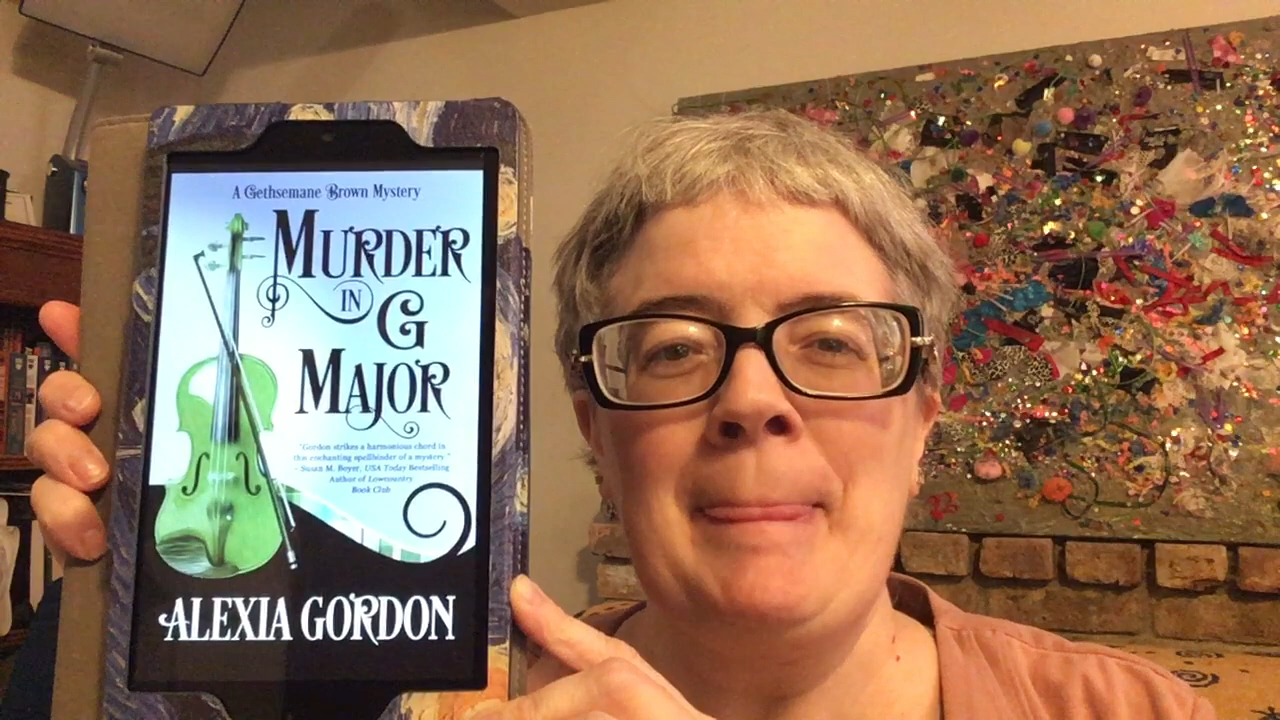 A Gethsemane Brown Mystery
MURDER
IN
G
MAJOR
"Gordon strikes a harmonious chord in
this enchanting spellbinder of a mystery."
– Susan M. Boyer, USA Today Bestselling
Author of Lowcountry
Book Club
ALEXIA GORDON